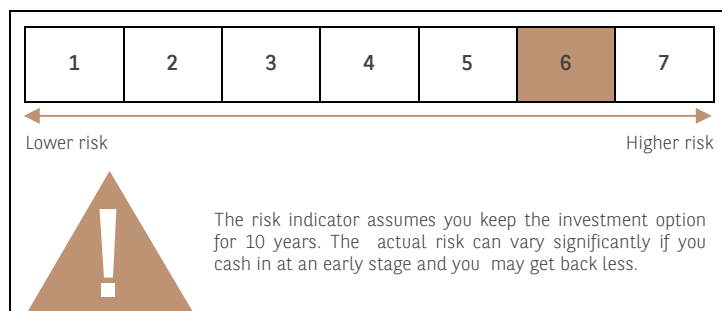 1 2 3 4 5 6 7
Lower risk Higher risk
!
The risk indicator assumes you keep the investment option
for 10 years. The actual risk can vary significantly if you
cash in at an early stage and you may get back less.